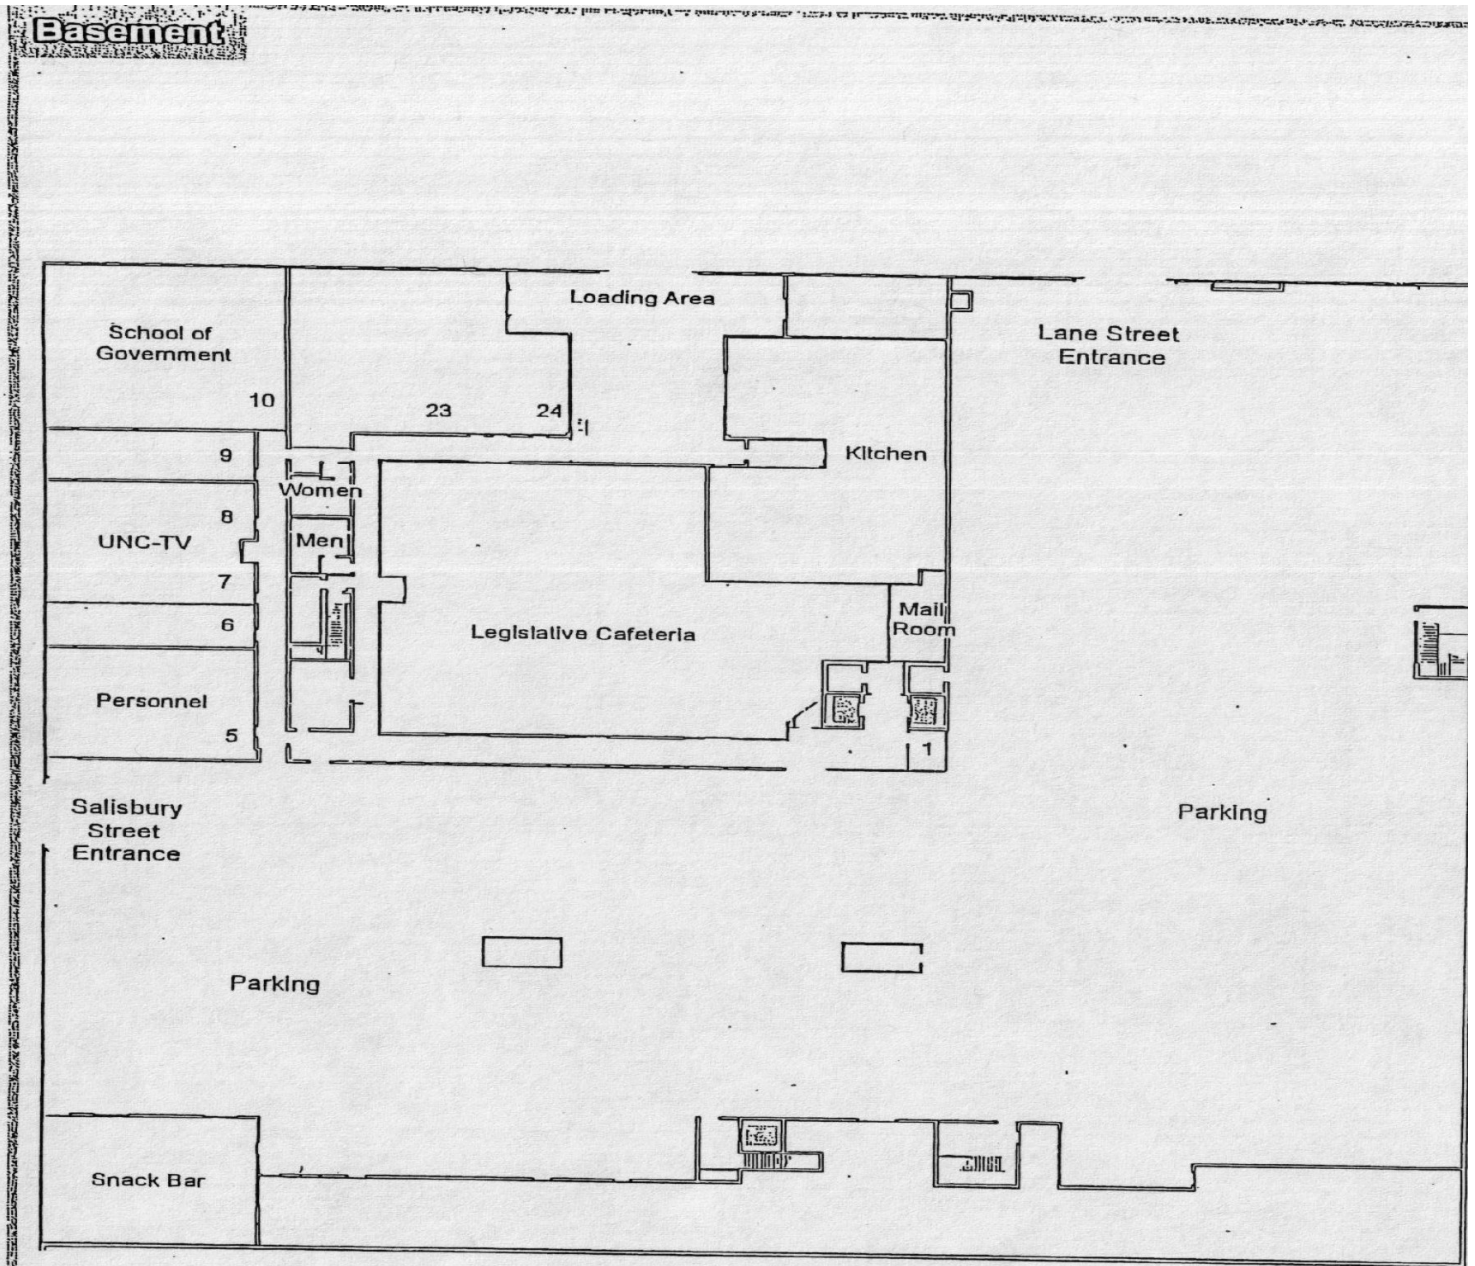 Basement
Loading Area
School of
Government
Lane Street
Entrance
10
23
24
9
Kitchen
Women
8
UNC-TV
Men
7
6
Mail
Room
Legislative Cafeteria
Personnel
5
1
Salisbury
Street
Entrance
Parking
Parking
Snack Bar